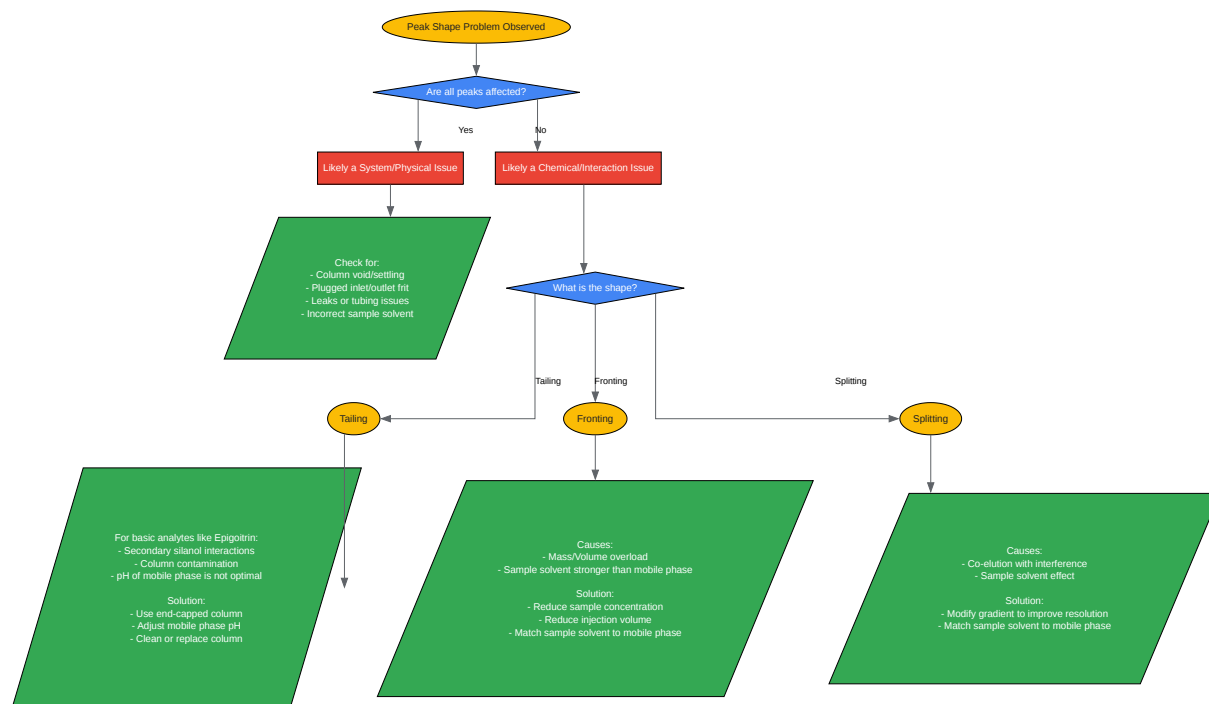 Peak Shape Problem Observed
Are all peaks affected?
Yes
No
Likely a System/Physical Issue
Likely a Chemical/Interaction Issue
Check for:
- Column void/settling
- Plugged inlet/outlet frit
- Leaks or tubing issues
- Incorrect sample solvent
What is the shape?
Tailing
Fronting
Splitting
Tailing
Fronting
Splitting
For basic analytes like Epigoitrin:
- Secondary silanol interactions
- Column contamination
- pH of mobile phase is not optimal
Solution:
- Use end-capped column
- Adjust mobile phase pH
- Clean or replace column
Causes:
- Mass/Volume overload
- Sample solvent stronger than mobile phase
Solution:
- Reduce sample concentration
- Reduce injection volume
- Match sample solvent to mobile phase
Causes:
- Co-elution with interference
- Sample solvent effect
Solution:
- Modify gradient to improve resolution
- Match sample solvent to mobile phase